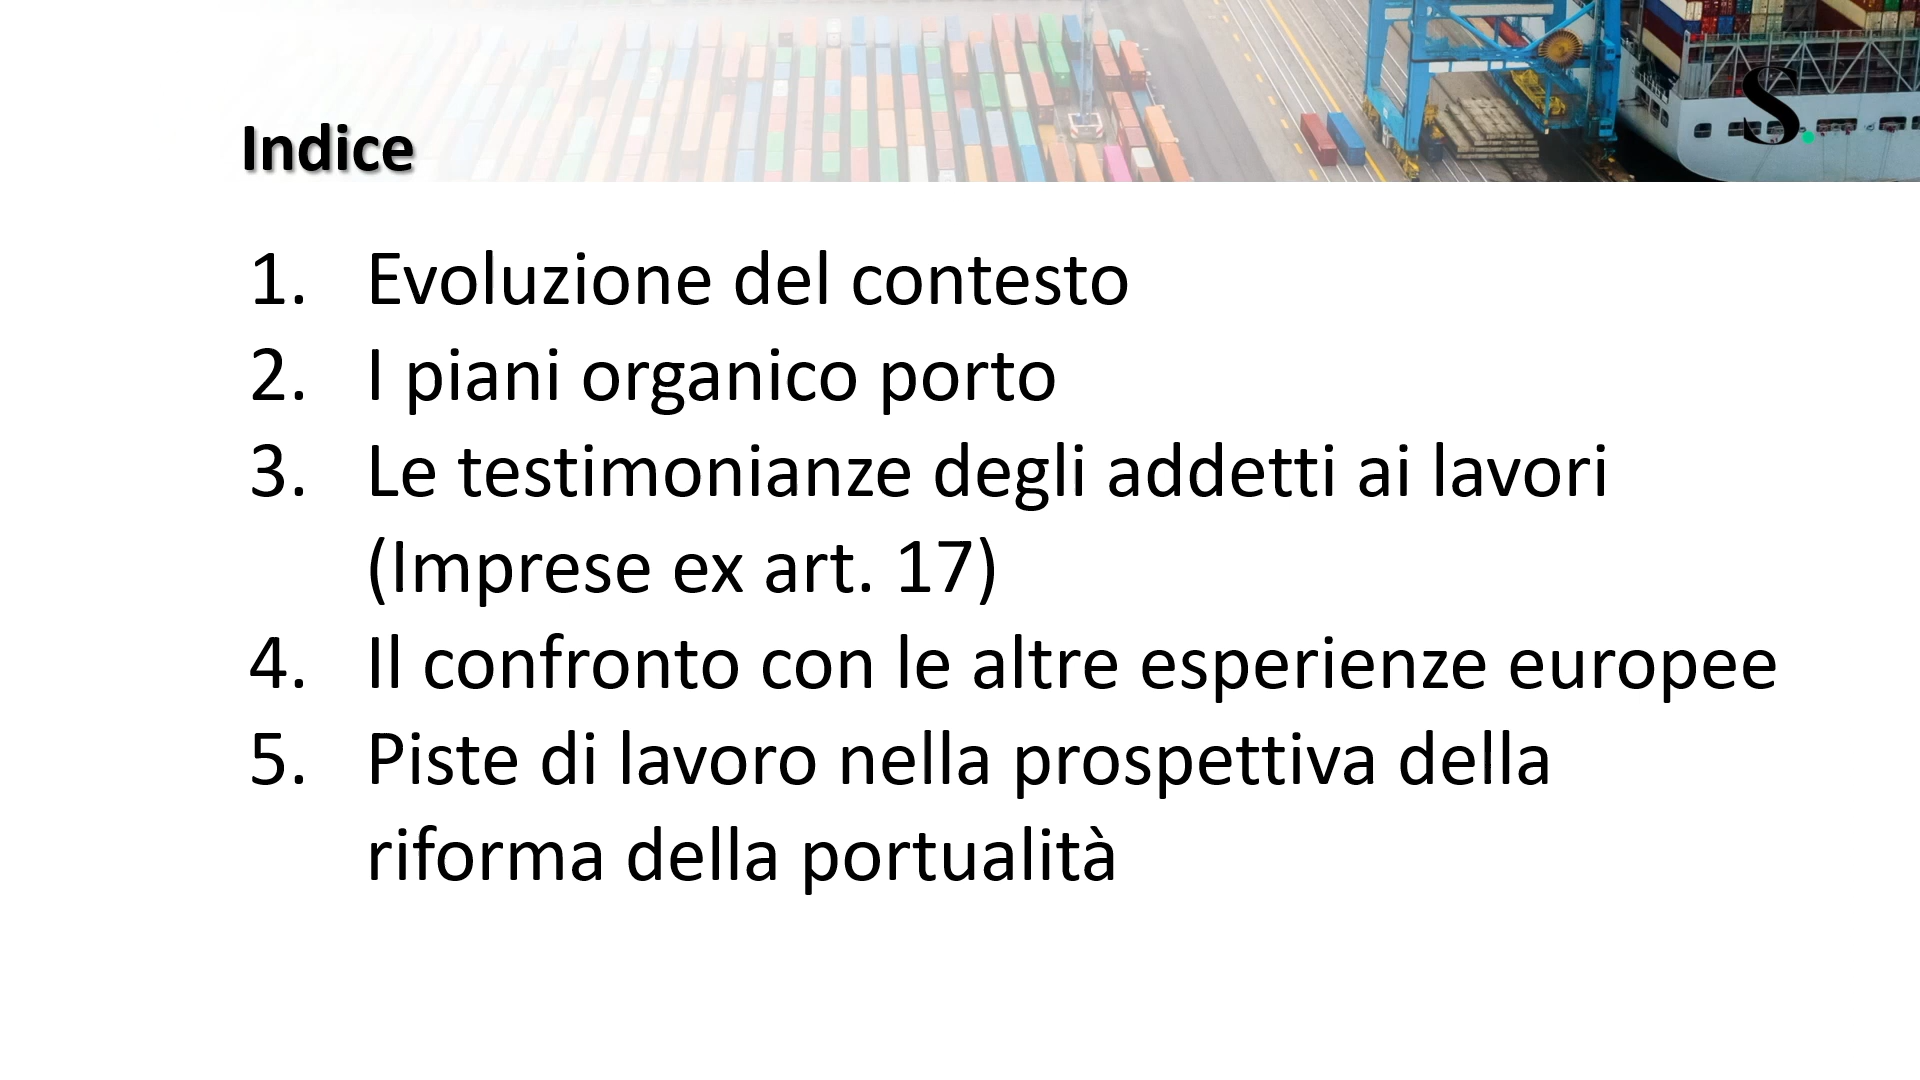 S.
Indice
1. Evoluzione del contesto
2. I piani organico porto
3. Le testimonianze degli addetti ai lavori
(Imprese ex art. 17)
4. Il confronto con le altre esperienze europee
5. Piste di lavoro nella prospettiva della
riforma della portualità